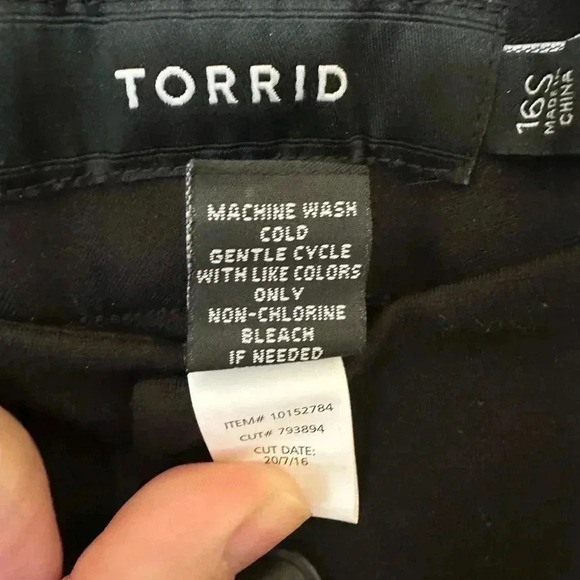 TORRID
16S
MADE IN
CHINA
MACHINE WASH
COLD
GENTLE CYCLE
WITH LIKE COLORS
ONLY
NON-CHLORINE
BLEACH
IF NEEDED
ITEM# 10152784
CUT# 793894
CUT DATE:
20/7/16